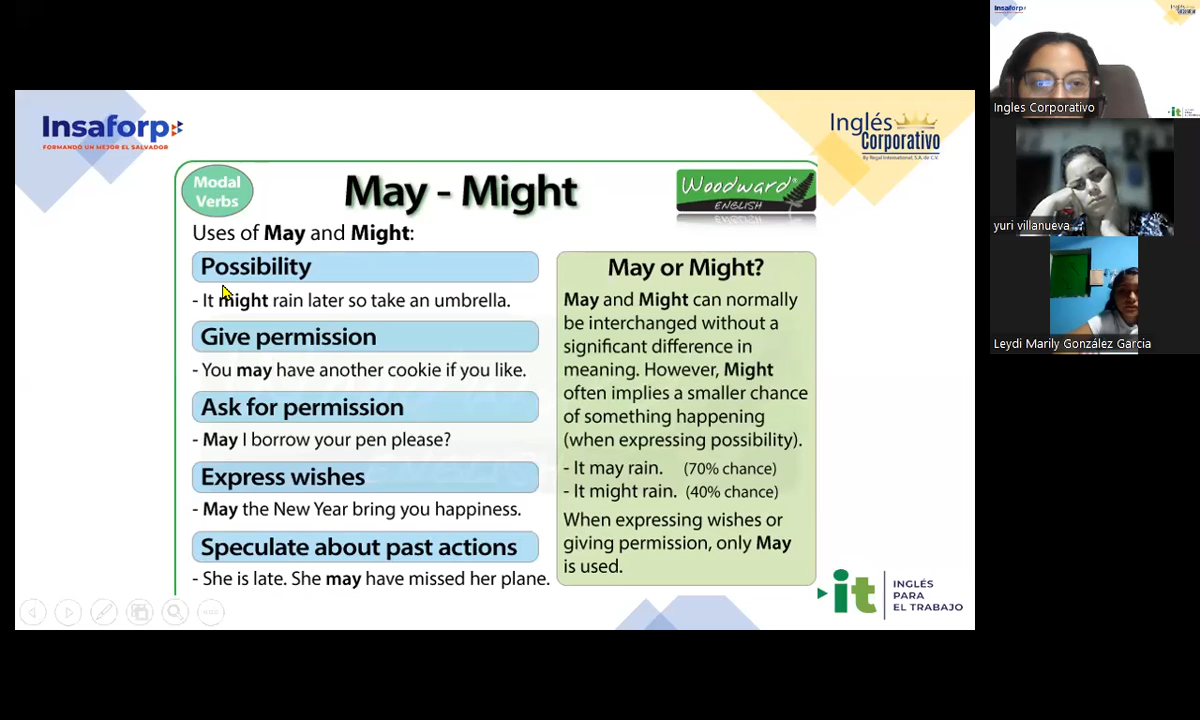 Insaforp
FORMANDO UN MEJOR EL SALVADOR
Inglés
Corporativo
By Regal International, S.A. de C.V.
Modal
Verbs
May - Might
Woodward®
ENGLISH
Uses of May and Might:
Possibility
- It might rain later so take an umbrella.
Give permission
- You may have another cookie if you like.
Ask for permission
- May I borrow your pen please?
Express wishes
- May the New Year bring you happiness.
Speculate about past actions
- She is late. She may have missed her plane.
May or Might?
May and Might can normally
be interchanged without a
significant difference in
meaning. However, Might
often implies a smaller chance
of something happening
(when expressing possibility).
- It may rain. (70% chance)
- It might rain. (40% chance)
When expressing wishes or
giving permission, only May
is used.
it
INGLÉS
PARA
EL TRABAJO
Insaforp
it
Ingles Corporativo
yuri villanueva
Leydi Marily González Garcia